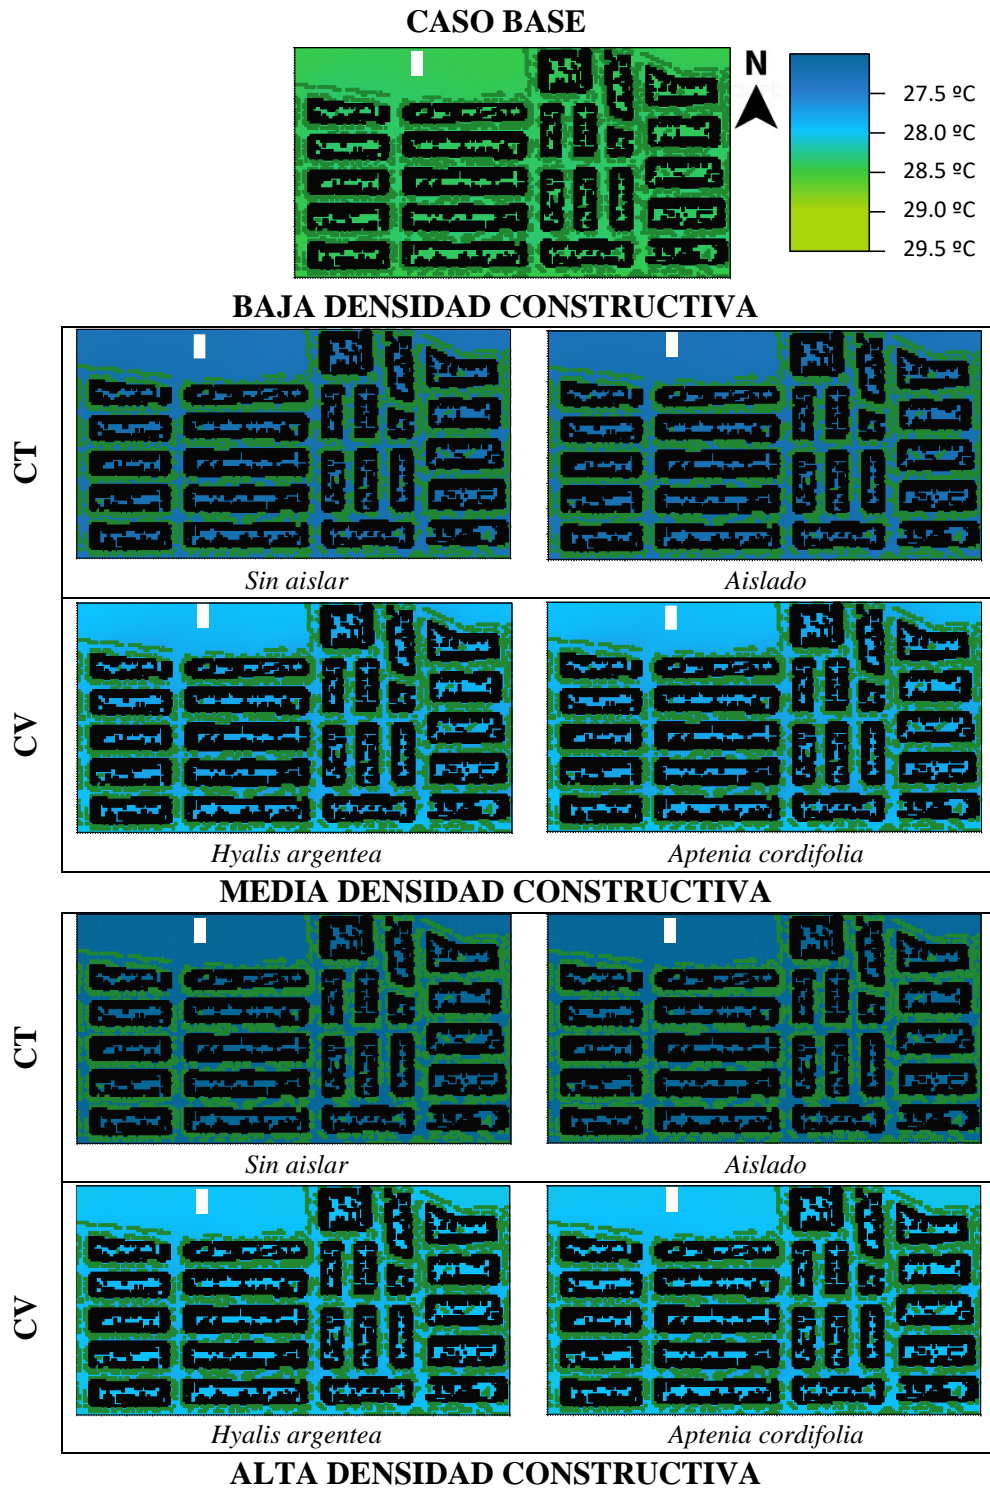 CASO BASE
N
27.5 ºC
28.0 ºC
28.5 ºC
29.0 ºC
29.5 ºC
BAJA DENSIDAD CONSTRUCTIVA
CT
Sin aislar
Aislado
CV
Hyalis argentea
Aptenia cordifolia
MEDIA DENSIDAD CONSTRUCTIVA
CT
Sin aislar
Aislado
CV
Hyalis argentea
Aptenia cordifolia
ALTA DENSIDAD CONSTRUCTIVA